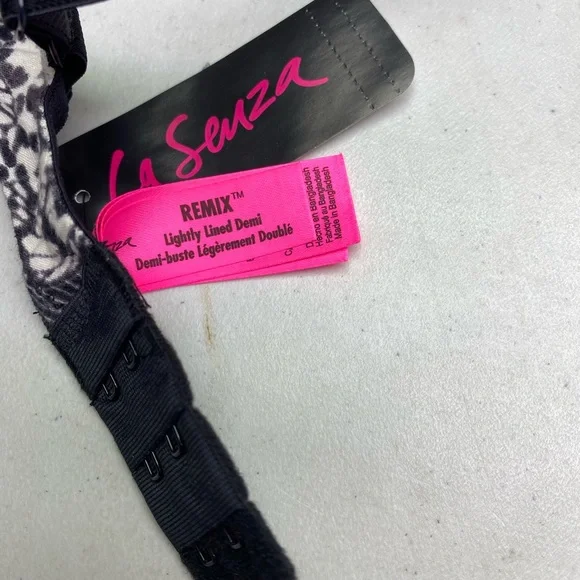 La Senza
REMIX™
Lightly Lined Demi
Demi-buste Légèrement Doublé
Hecho en Bangladesh
Fabriqué au Bangladesh
Made in Bangladesh